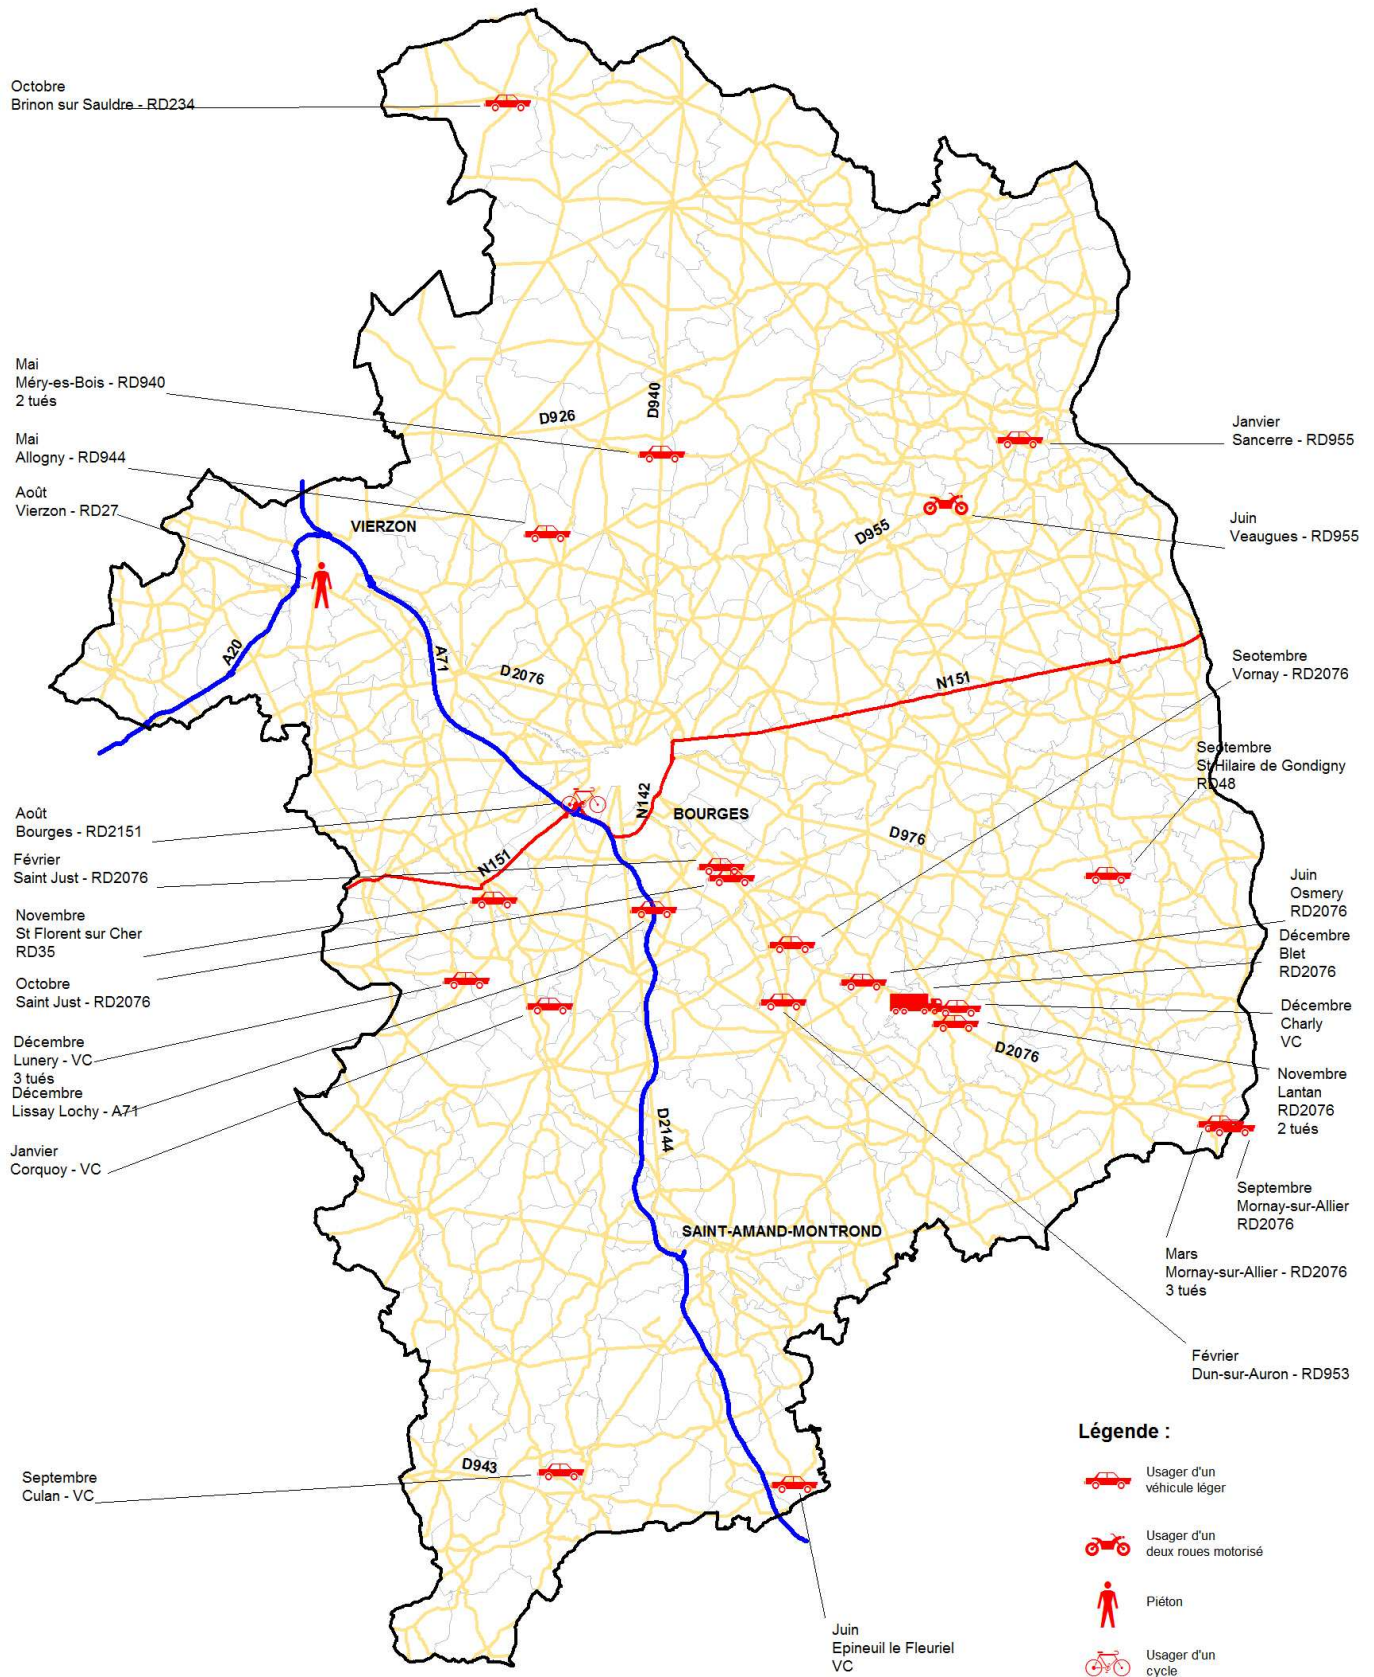 Octobre
Brinon sur Sauldre - RD234
Mai
Méry-es-Bois - RD940
2 tués
Mai
Allogny - RD944
Août
Vierzon - RD27
Août
Bourges - RD2151
Février
Saint Just - RD2076
Novembre
St Florent sur Cher
RD35
Octobre
Saint Just - RD2076
Décembre
Lunery - VC
3 tués
Décembre
Lissay Lochy - A71
Janvier
Corquoy - VC
Septembre
Culan - VC
D926
D940
VIERZON
D955
A20
A71
D2076
N151
N142
BOURGES
N151
D976
D2076
D2144
SAINT-AMAND-MONTROND
D943
Janvier
Sancerre - RD955
Juin
Veaugues - RD955
Seotembre
Vornay - RD2076
Septembre
St Hilaire de Gondigny
RD48
Juin
Osmery
RD2076
Décembre
Blet
RD2076
Décembre
Charly
VC
Novembre
Lantan
RD2076
2 tués
Septembre
Mornay-sur-Allier
RD2076
Mars
Mornay-sur-Allier - RD2076
3 tués
Février
Dun-sur-Auron - RD953
Juin
Epineuil le Fleuriel
VC
Légende :
Usager d'un
véhicule léger
Usager d'un
deux roues motorisé
Piéton
Usager d'un
cycle